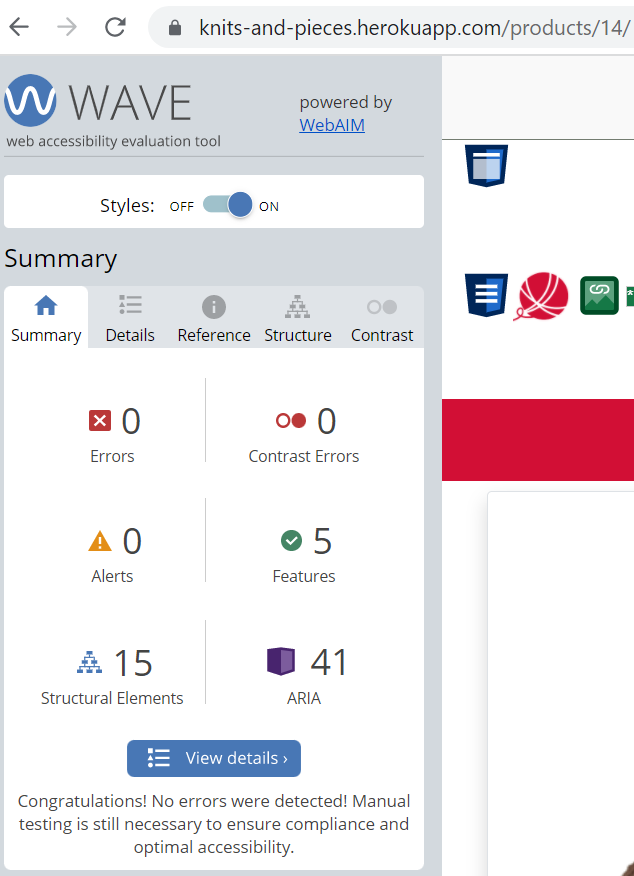 knits-and-pieces.herokuapp.com/products/14/
WAVE
web accessibility evaluation tool
powered by
WebAIM
Styles: OFF ON
Summary
Summary Details Reference Structure Contrast
0 0
Errors Contrast Errors
0 5
Alerts Features
15 41
Structural Elements ARIA
View details ›
Congratulations! No errors were detected! Manual
testing is still necessary to ensure compliance and
optimal accessibility.